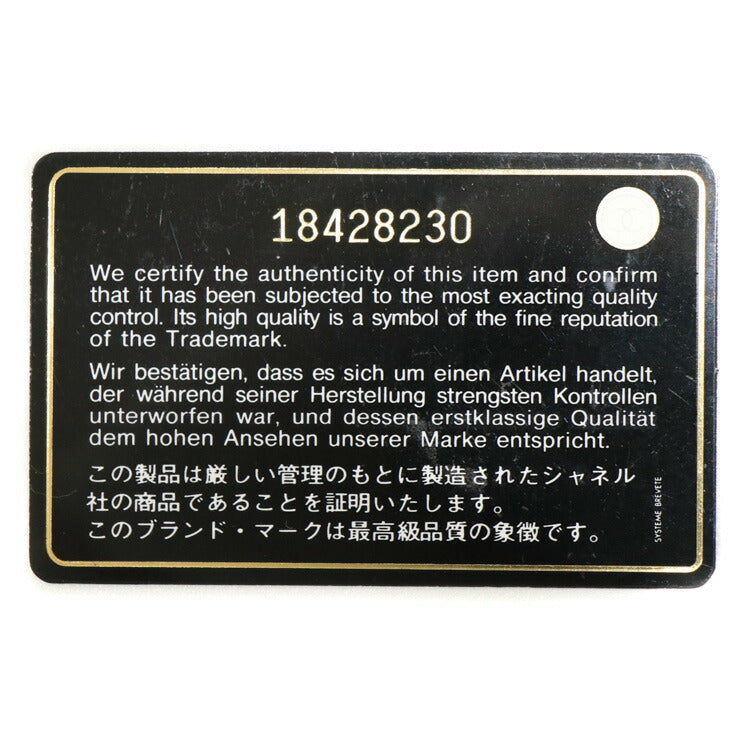 18428230
We certify the authenticity of this item and confirm
that it has been subjected to the most exacting quality
control. Its high quality is a symbol of the fine reputation
of the Trademark.
Wir bestätigen, dass es sich um einen Artikel handelt,
der während seiner Herstellung strengsten Kontrollen
unterworfen war, und dessen erstklassige Qualität
dem hohen Ansehen unserer Marke entspricht.
この製品は厳しい管理のもとに製造されたシャネル
社の商品であることを証明いたします。
このブランド・マークは最高級品質の象徴です。
SYSTEME BRÉVETÉ